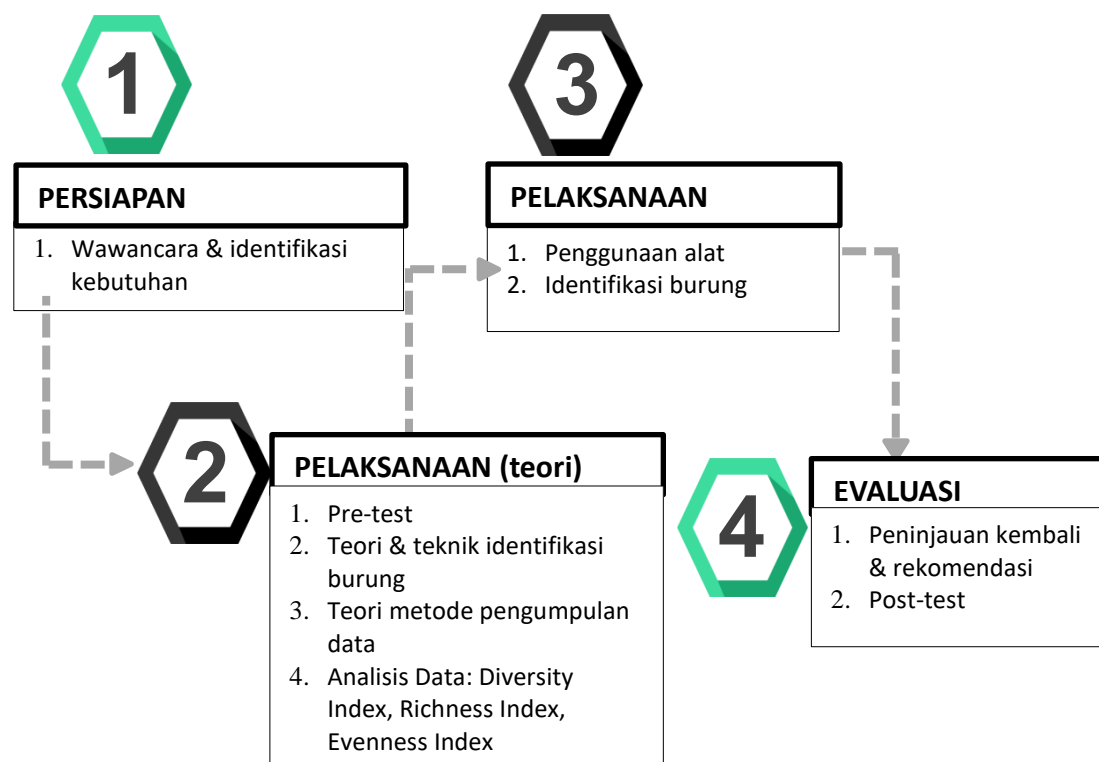 1
PERSIAPAN
1. Wawancara & identifikasi
kebutuhan
2
PELAKSANAAN (teori)
1. Pre-test
2. Teori & teknik identifikasi
burung
3. Teori metode pengumpulan
data
4. Analisis Data: Diversity
Index, Richness Index,
Evenness Index
3
PELAKSANAAN
1. Penggunaan alat
2. Identifikasi burung
4
EVALUASI
1. Peninjauan kembali
& rekomendasi
2. Post-test